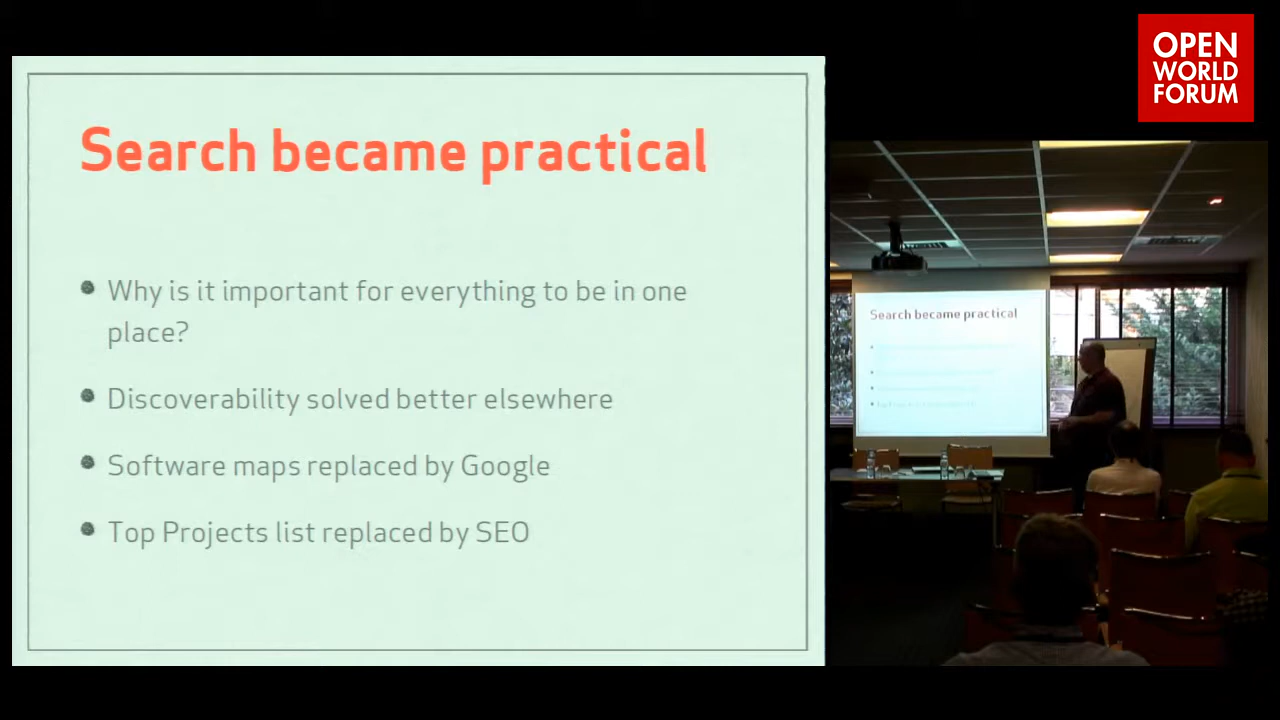 OPEN
WORLD
FORUM
Search became practical
Why is it important for everything to be in one
place?
Discoverability solved better elsewhere
Software maps replaced by Google
Top Projects list replaced by SEO
Search became practical